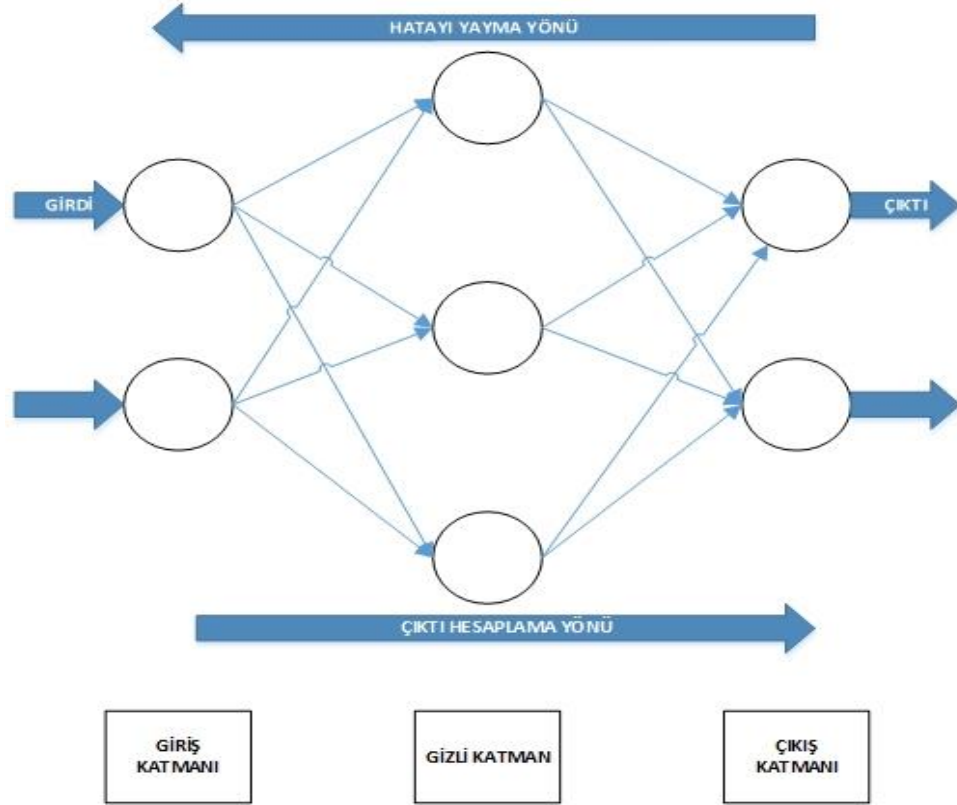 HATAYI YAYMA YÖNÜ
GİRDİ
ÇIKTI
ÇIKTI HESAPLAMA YÖNÜ
GİRİŞ
KATMANI
GİZLİ KATMAN
ÇIKIŞ
KATMANI